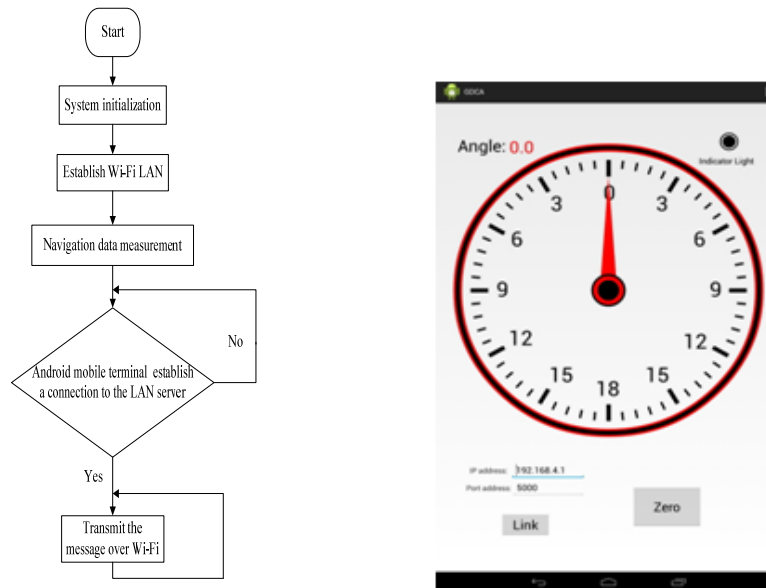 Start
System initialization
Establish Wi-Fi LAN
Navigation data measurement
No
Android mobile terminal establish
a connection to the LAN server
Yes
Transmit the
message over Wi-Fi
GDCA
Angle: 0.0
Indicator Light
0
3
3
6
6
9
9
12
12
15
15
18
IP address: 192.168.4.1
Port address: 5000
Link
Zero